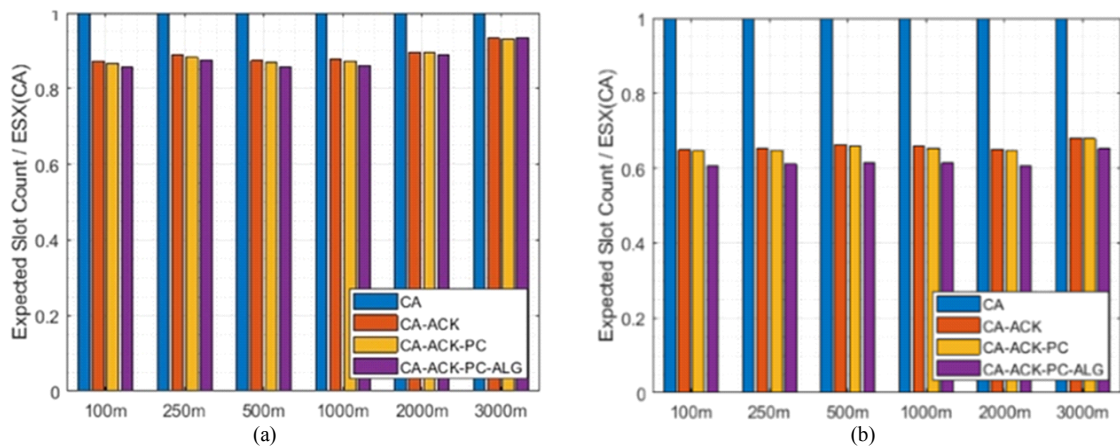 Expected Slot Count / ESX(CA)
1
0.8
0.6
0.4
0.2
0
CA
CA-ACK
CA-ACK-PC
CA-ACK-PC-ALG
100m 250m 500m 1000m 2000m 3000m
(a)
Expected Slot Count / ESX(CA)
1
0.8
0.6
0.4
0.2
0
CA
CA-ACK
CA-ACK-PC
CA-ACK-PC-ALG
100m 250m 500m 1000m 2000m 3000m
(b)